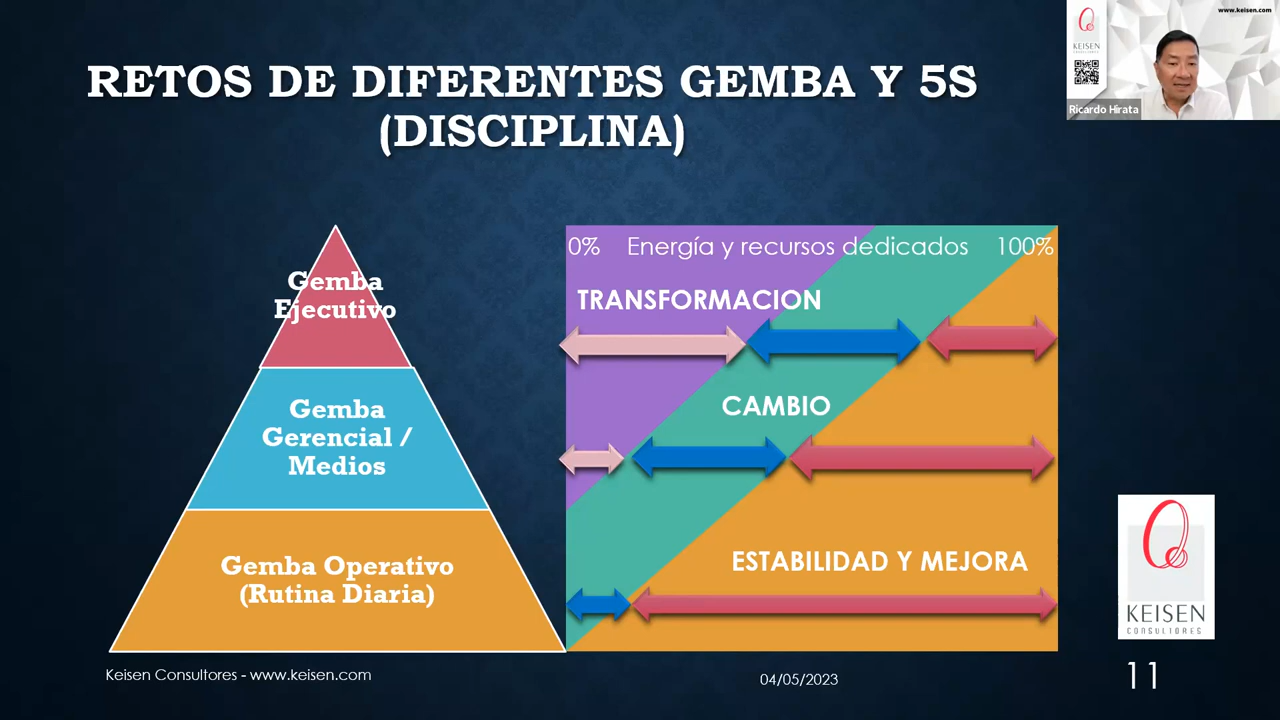 www.keisen.com
KEISEN
Ricardo Hirata
RETOS DE DIFERENTES GEMBA Y 5S
(DISCIPLINA)
Gemba
Ejecutivo
Gemba
Gerencial /
Medios
Gemba Operativo
(Rutina Diaria)
0% Energía y recursos dedicados 100%
TRANSFORMACION
CAMBIO
ESTABILIDAD Y MEJORA
KEISEN
CONSULTORES
Keisen Consultores - www.keisen.com
04/05/2023
11